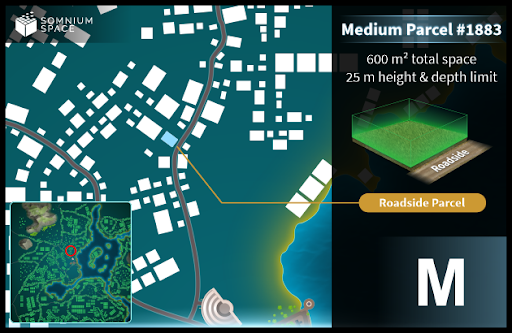 SOMNIUM
SPACE
Medium Parcel #1883
600 m² total space
25 m height & depth limit
Roadside
Roadside Parcel
M